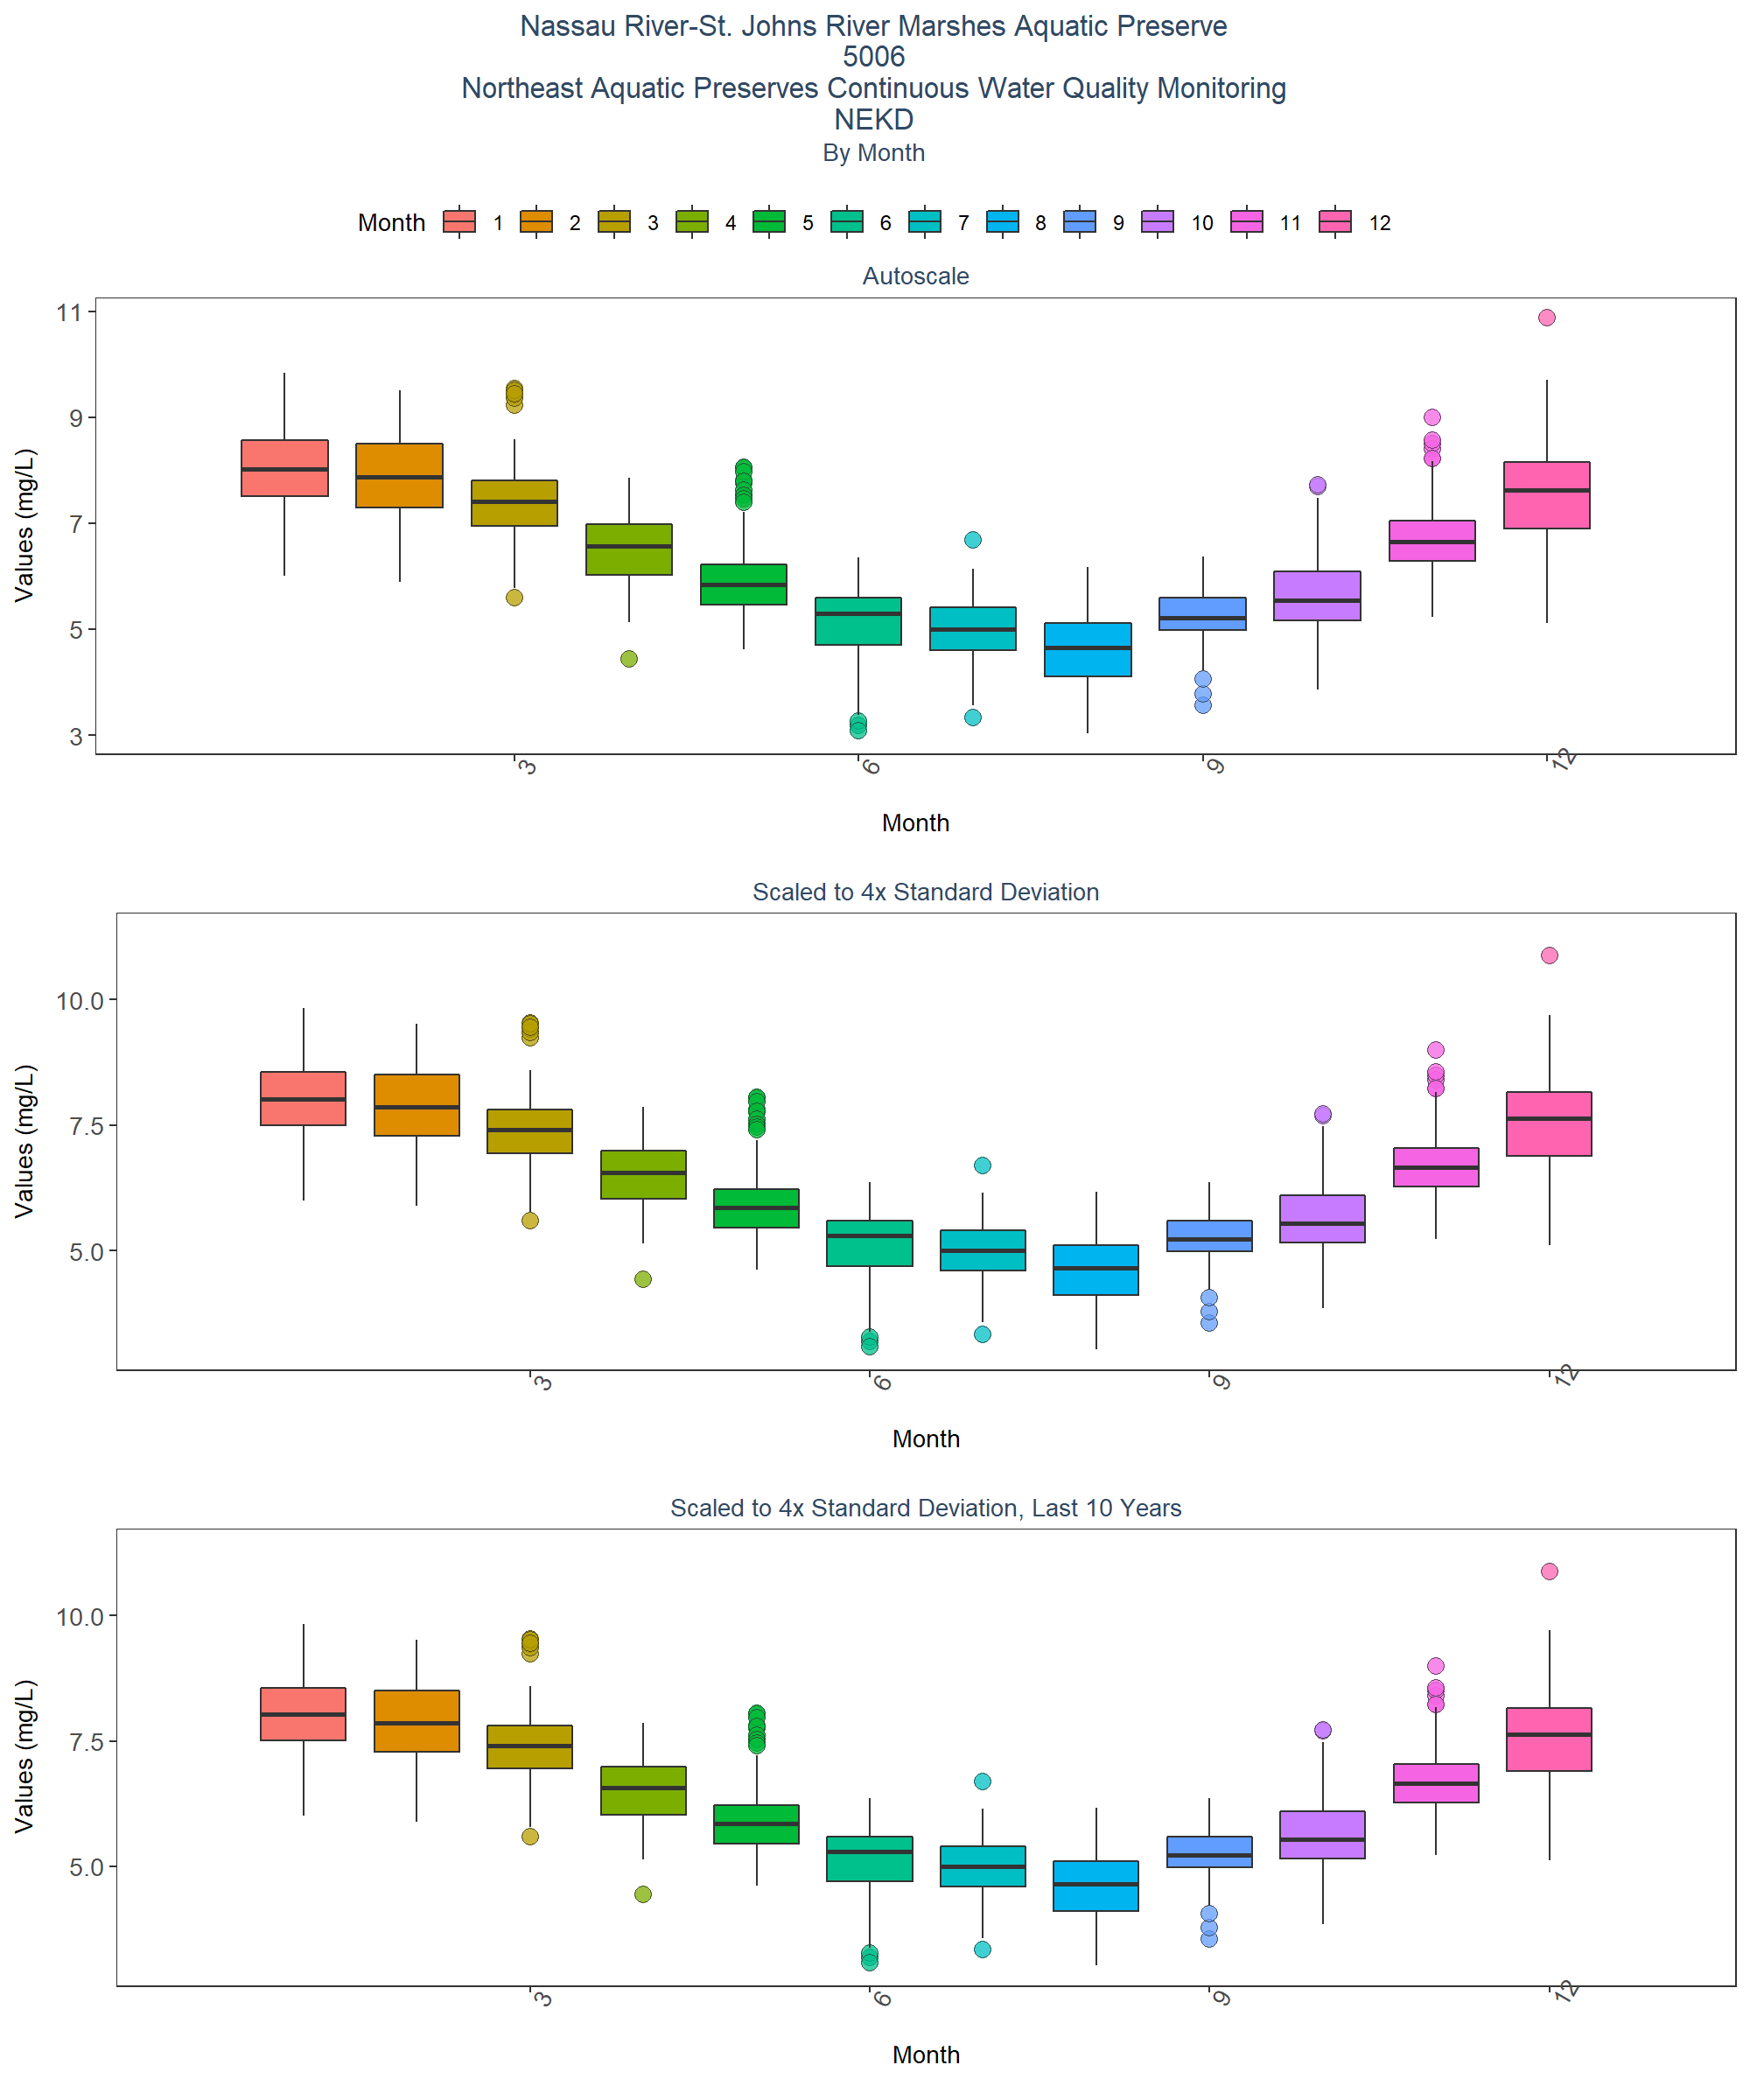 Nassau River-St. Johns River Marshes Aquatic Preserve
5006
Northeast Aquatic Preserves Continuous Water Quality Monitoring
NEKD
By Month
Month 1 2 3 4 5 6 7 8 9 10 11 12
Autoscale
Values (mg/L)
11
9
7
5
3
3 6 9 12
Month
Scaled to 4x Standard Deviation
Values (mg/L)
10.0
7.5
5.0
3 6 9 12
Month
Scaled to 4x Standard Deviation, Last 10 Years
Values (mg/L)
10.0
7.5
5.0
3 6 9 12
Month